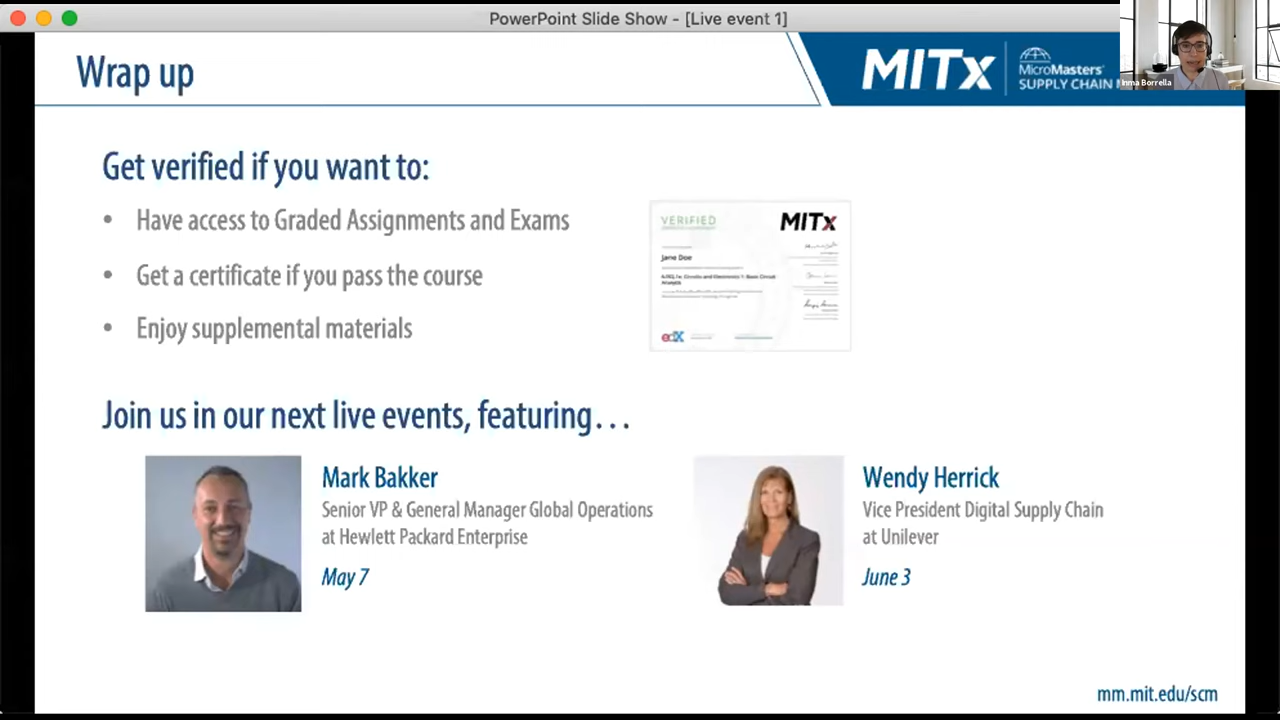 PowerPoint Slide Show - [Live event 1]
Wrap up
MITx
MicroMasters
SUPPLY CHAIN
Inma Borrella
Get verified if you want to:
• Have access to Graded Assignments and Exams
• Get a certificate if you pass the course
• Enjoy supplemental materials
VERIFIED
MITx
Jane Doe
edX
Join us in our next live events, featuring…
Mark Bakker
Senior VP & General Manager Global Operations
at Hewlett Packard Enterprise
May 7
Wendy Herrick
Vice President Digital Supply Chain
at Unilever
June 3
mm.mit.edu/scm